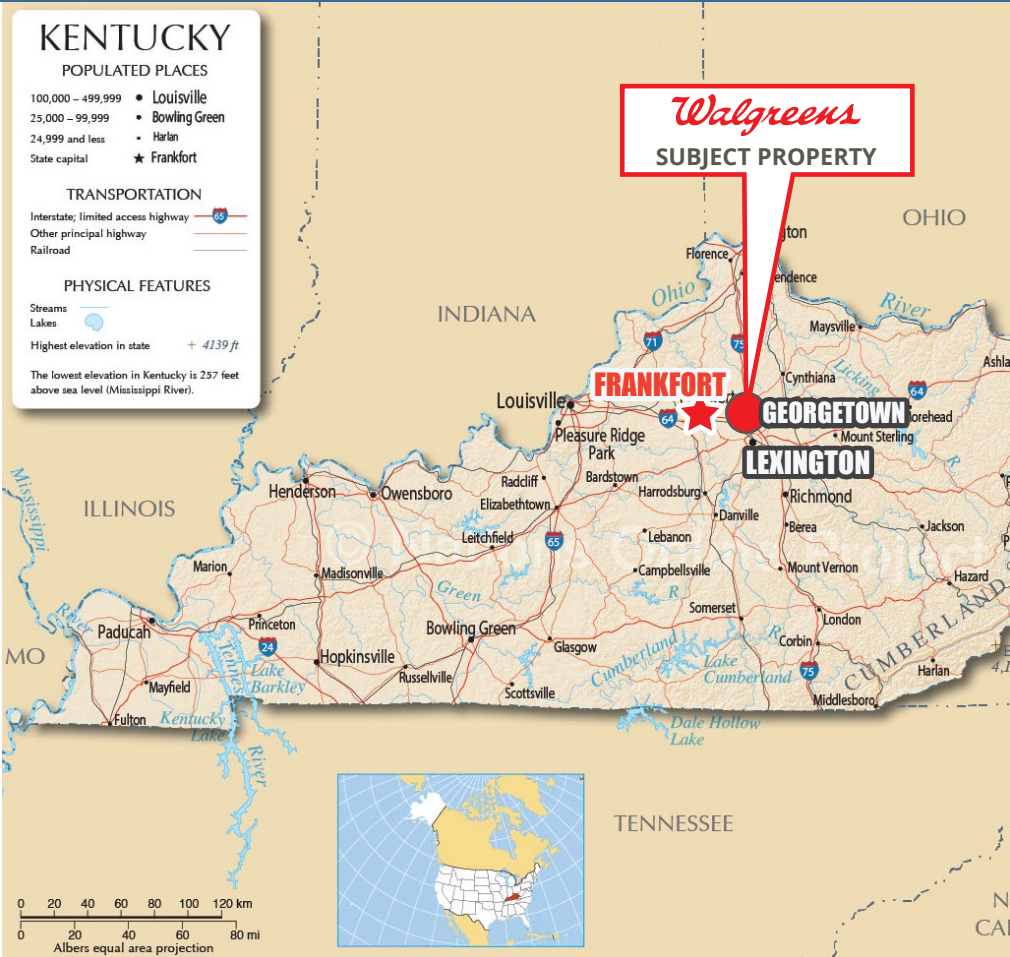 KENTUCKY
POPULATED PLACES
100,000 – 499,999 Louisville
25,000 – 99,999 Bowling Green
24,999 and less Harlan
State capital Frankfort
TRANSPORTATION
Interstate; limited access highway 65
Other principal highway
Railroad
PHYSICAL FEATURES
Streams
Lakes
Highest elevation in state + 4139 ft
The lowest elevation in Kentucky is 257 feet
above sea level (Mississippi River).
Walgreens
SUBJECT PROPERTY
OHIO
INDIANA
ILLINOIS
MO
TENNESSEE
Florence
Ohio
River
Maysville
71
75
Cynthiana
Licking
64
FRANKFORT
64
GEORGETOWN
Louisville
Mount Sterling
R
LEXINGTON
Pleasure Ridge
Park
Radcliff
Bardstown
Harrodsburg
Richmond
Henderson
Owensboro
Elizabethtown
Danville
Berea
Jackson
Mississippi
65
Leitchfield
Lebanon
Marion
Madisonville
Campbellsville
Mount Vernon
Hazard
Green
R
River
Paducah
Princeton
Somerset
London
24
Bowling Green
Glasgow
Cumberland
R
Corbin
CUMBERLAND
Hopkinsville
Lake
Barkley
Russellville
Lake
Cumberland
75
Harlan
Mayfield
Scottsville
Middlesboro
Fulton
Kentucky
Lake
River
Dale Hollow
Lake
0 20 40 60 80 100 120 km
0 20 40 60 80 mi
Albers equal area projection